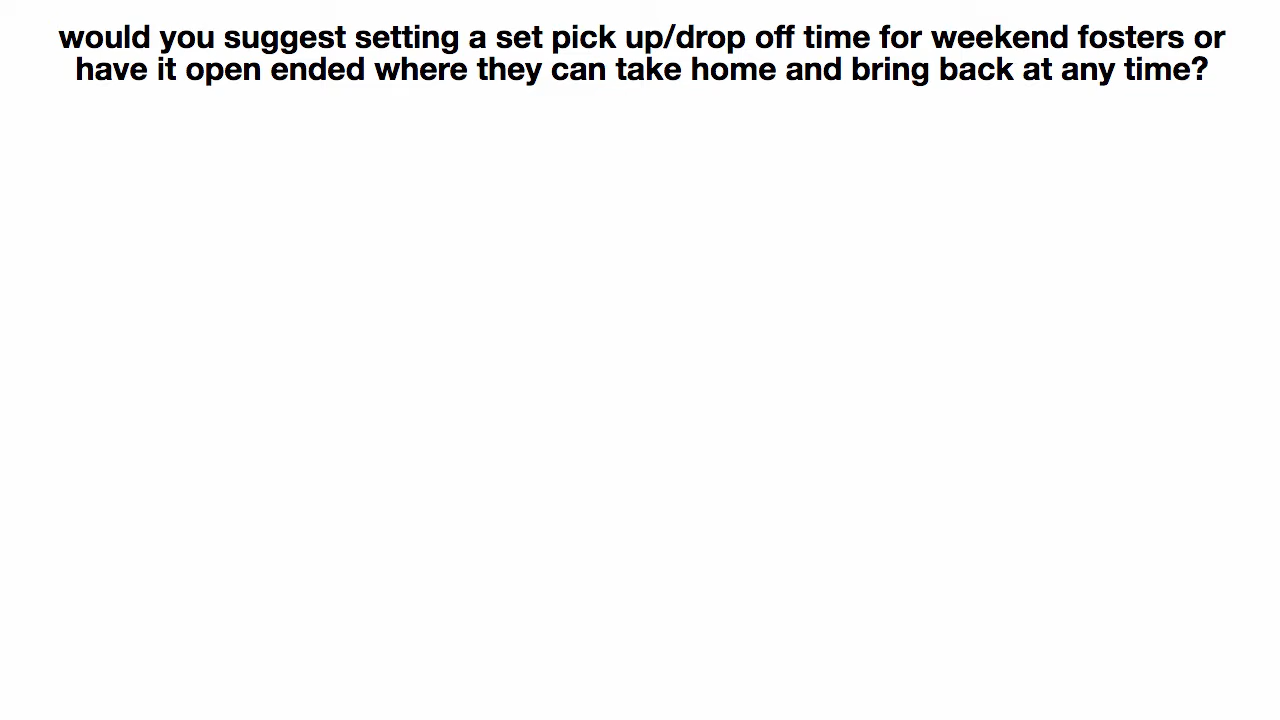 would you suggest setting a set pick up/drop off time for weekend fosters or
have it open ended where they can take home and bring back at any time?